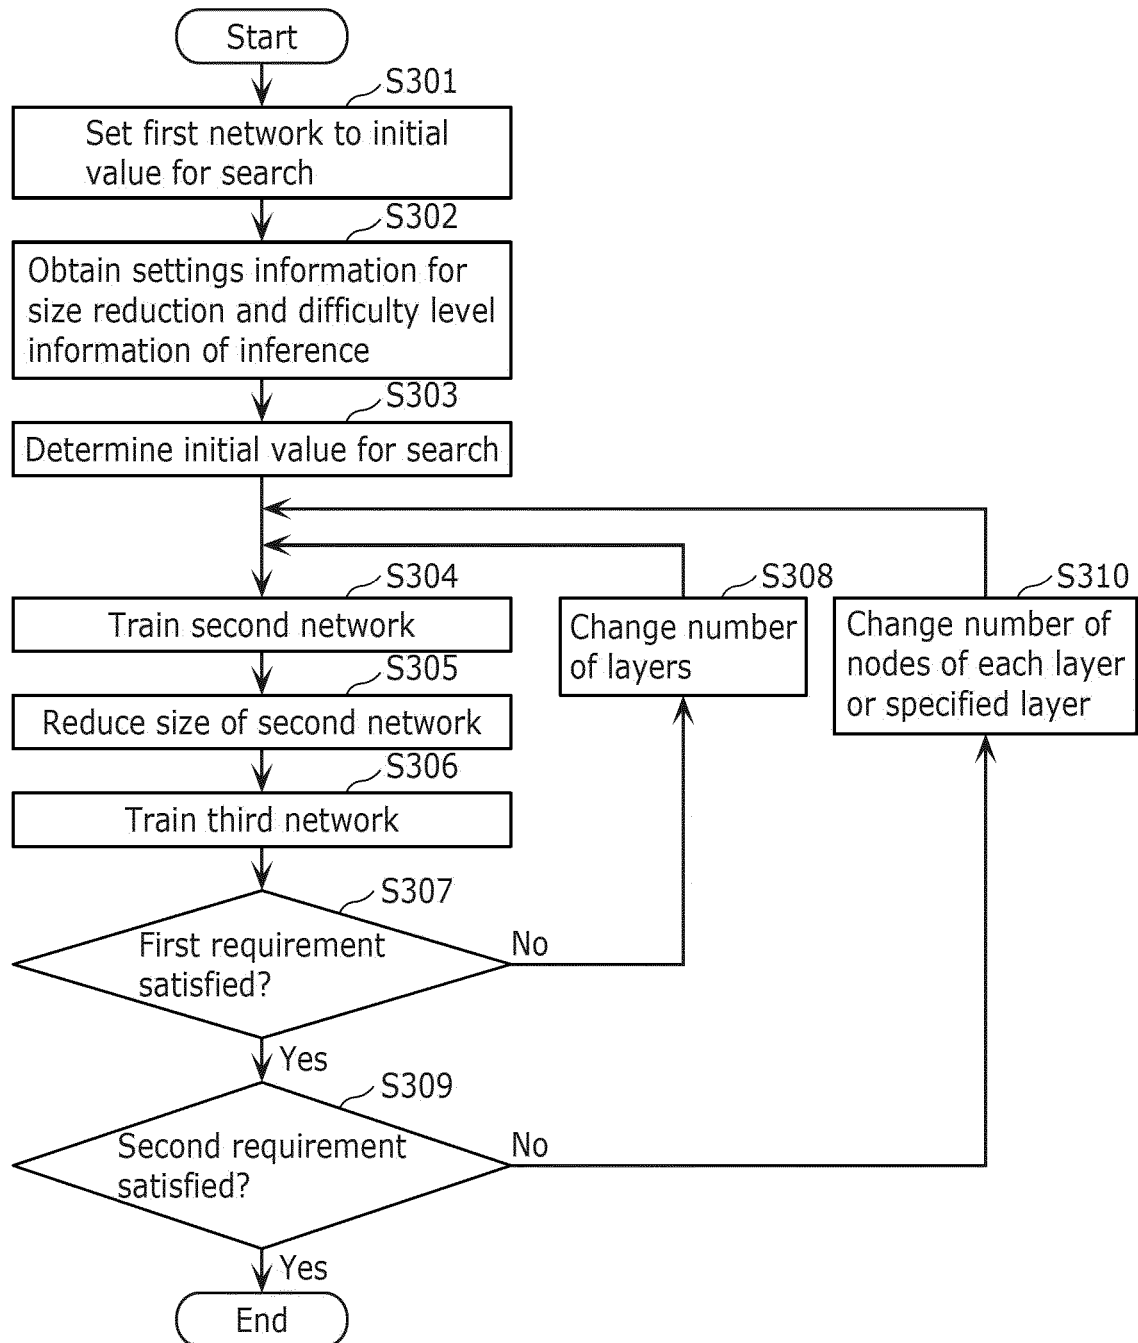 Start
S301
Set first network to initial
value for search
S302
Obtain settings information for
size reduction and difficulty level
information of inference
S303
Determine initial value for search
S304
Train second network
S305
Reduce size of second network
S306
Train third network
S307
First requirement
satisfied?
No
Yes
S308
Change number
of layers
S309
Second requirement
satisfied?
No
Yes
S310
Change number of
nodes of each layer
or specified layer
End